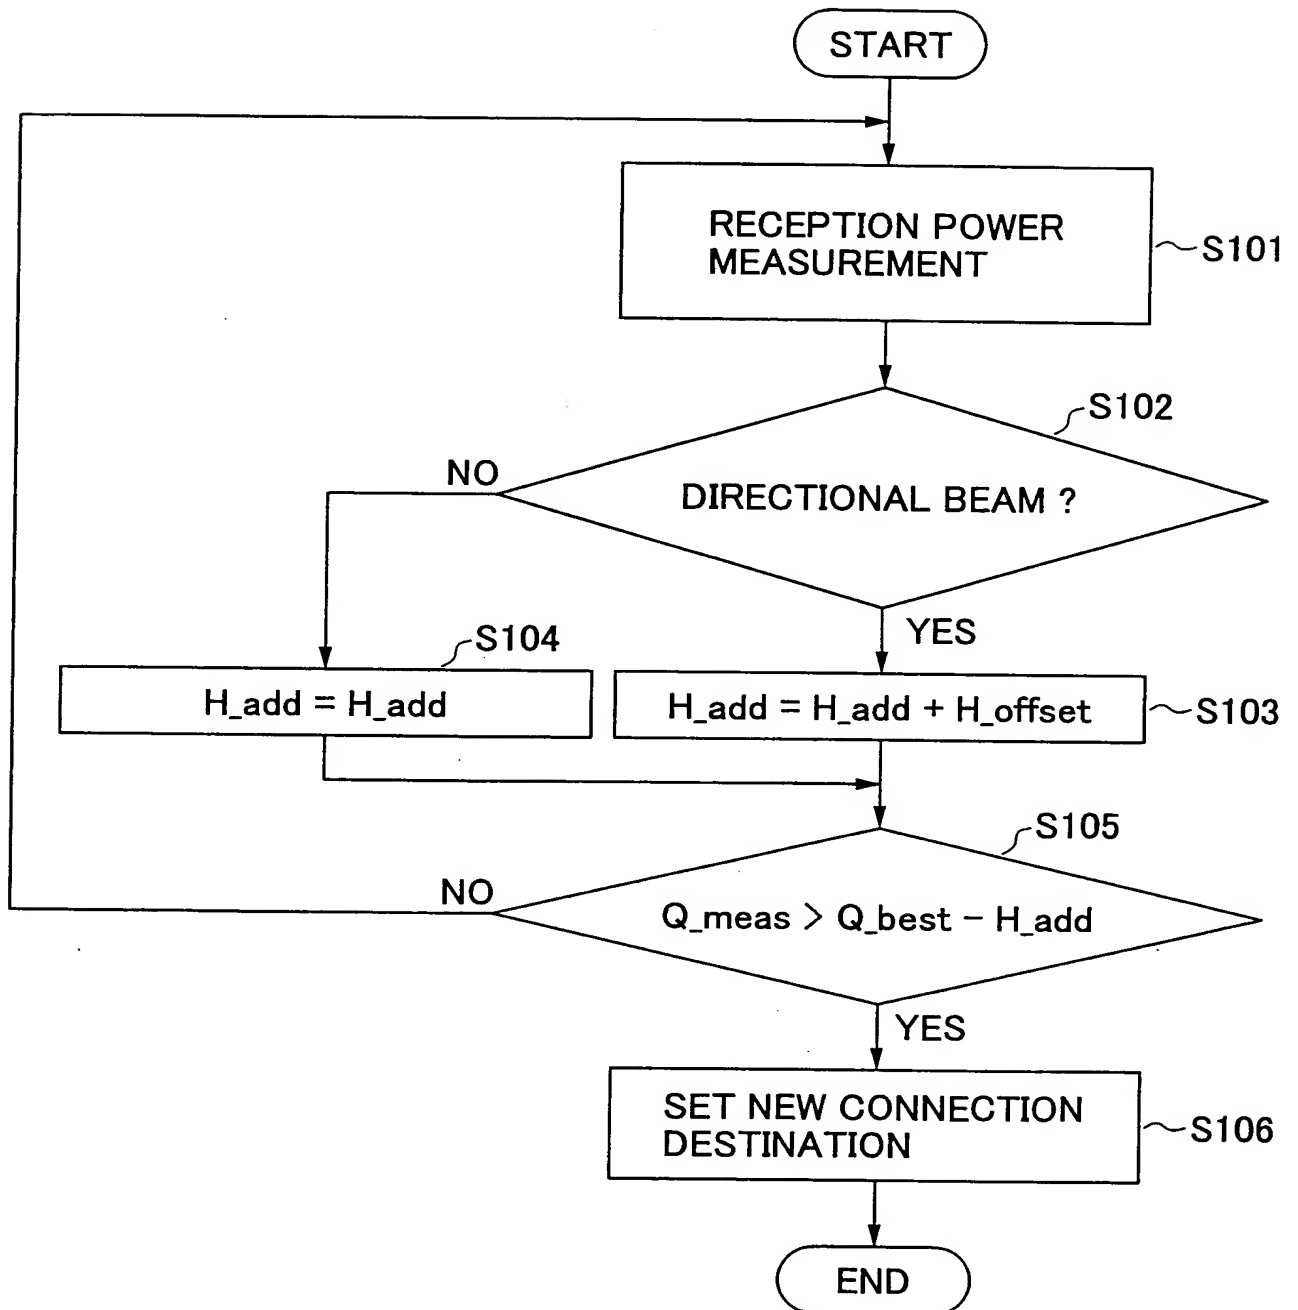 START
RECEPTION POWER
MEASUREMENT
S101
S102
NO
DIRECTIONAL BEAM ?
YES
S104
H_add = H_add
H_add = H_add + H_offset
S103
S105
NO
Q_meas > Q_best − H_add
YES
SET NEW CONNECTION
DESTINATION
S106
END